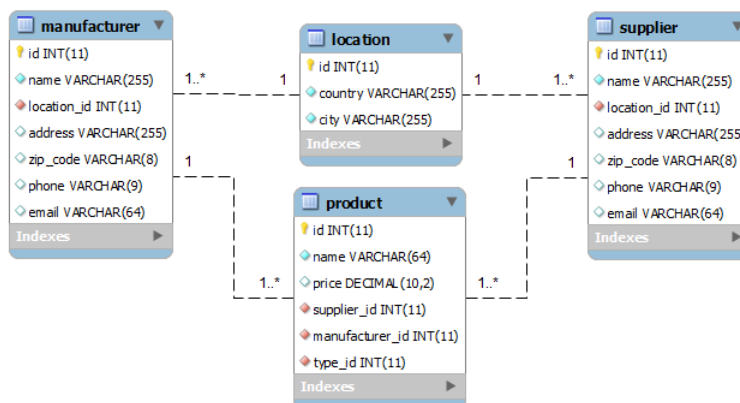 manufacturer
id INT(11)
name VARCHAR(255)
location_id INT(11)
address VARCHAR(255)
zip_code VARCHAR(8)
phone VARCHAR(9)
email VARCHAR(64)
Indexes
1..*
1
location
id INT(11)
country VARCHAR(255)
city VARCHAR(255)
Indexes
1
1..*
supplier
id INT(11)
name VARCHAR(255)
location_id INT(11)
address VARCHAR(255
zip_code VARCHAR(8)
phone VARCHAR(9)
email VARCHAR(64)
Indexes
1
1..*
product
id INT(11)
name VARCHAR(64)
price DECIMAL(10,2)
supplier_id INT(11)
manufacturer_id INT(11)
type_id INT(11)
Indexes
1..*
1